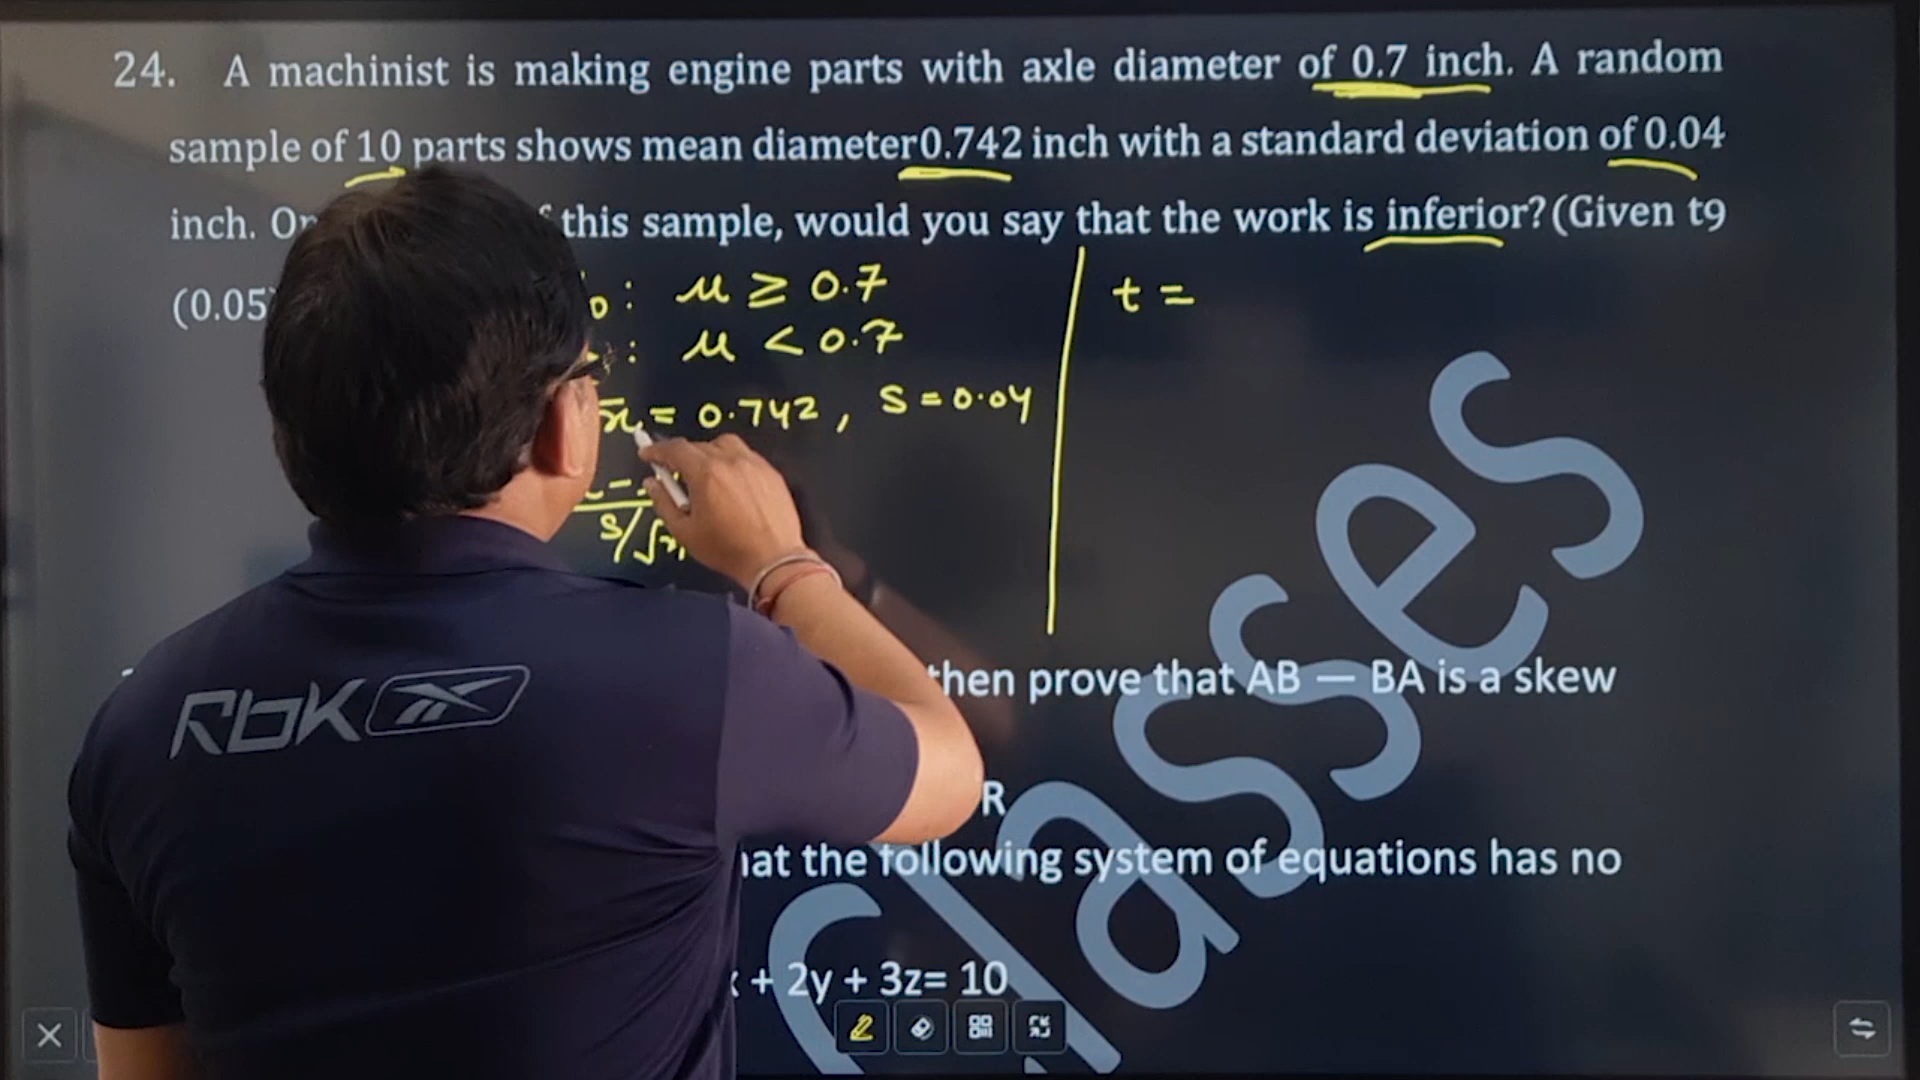 24. A machinist is making engine parts with axle diameter of 0.7 inch. A random
sample of 10 parts shows mean diameter0.742 inch with a standard deviation of 0.04
inch. this sample, would you say that the work is inferior?(Given t9
(0.05
: μ ≥ 0.7
: μ < 0.7
x̄ = 0.742, S = 0.04
S/√n
t =
then prove that AB — BA is a skew
R
the following system of equations has no
+ 2y + 3z= 10
classes
Rbk